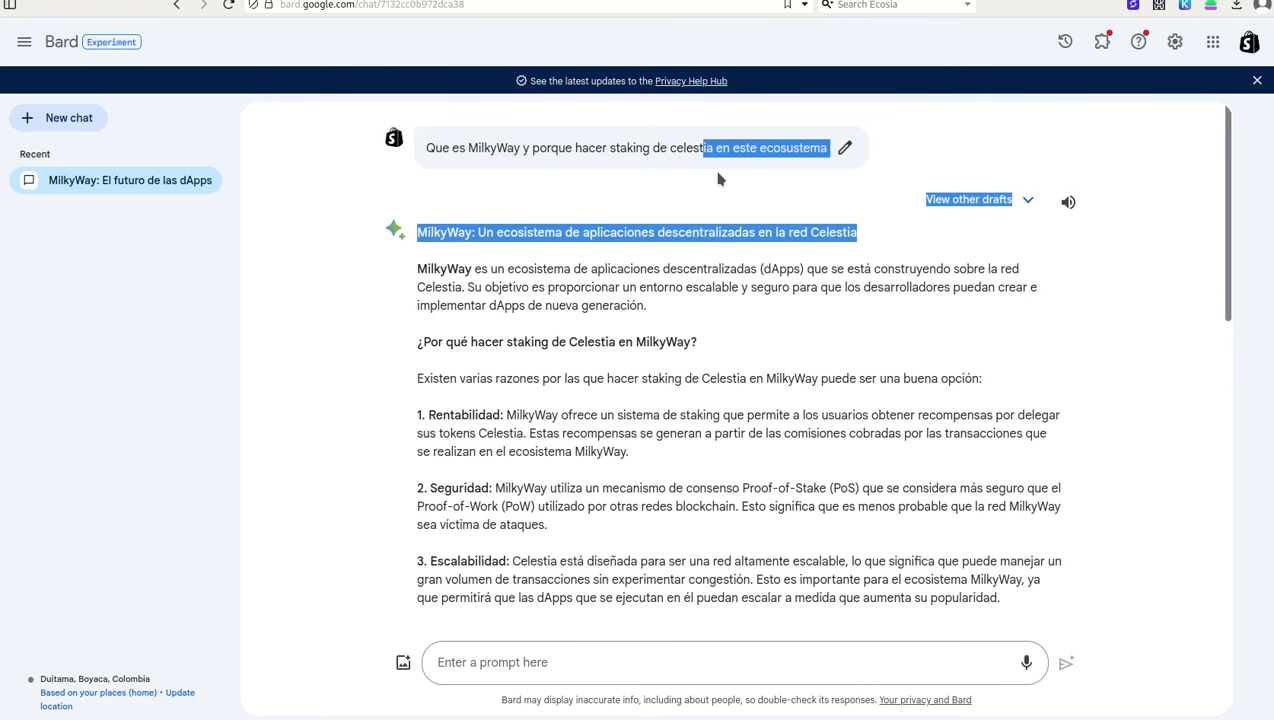 bard.google.com/chat/7132cc0b972dca38
Search Ecosia
Bard Experiment
See the latest updates to the Privacy Help Hub
New chat
Recent
MilkyWay: El futuro de las dApps
Que es MilkyWay y porque hacer staking de celestia en este ecosustema
View other drafts
MilkyWay: Un ecosistema de aplicaciones descentralizadas en la red Celestia
MilkyWay es un ecosistema de aplicaciones descentralizadas (dApps) que se está construyendo sobre la red
Celestia. Su objetivo es proporcionar un entorno escalable y seguro para que los desarrolladores puedan crear e
implementar dApps de nueva generación.
¿Por qué hacer staking de Celestia en MilkyWay?
Existen varias razones por las que hacer staking de Celestia en MilkyWay puede ser una buena opción:
1. Rentabilidad: MilkyWay ofrece un sistema de staking que permite a los usuarios obtener recompensas por delegar
sus tokens Celestia. Estas recompensas se generan a partir de las comisiones cobradas por las transacciones que
se realizan en el ecosistema MilkyWay.
2. Seguridad: MilkyWay utiliza un mecanismo de consenso Proof-of-Stake (PoS) que se considera más seguro que el
Proof-of-Work (PoW) utilizado por otras redes blockchain. Esto significa que es menos probable que la red MilkyWay
sea víctima de ataques.
3. Escalabilidad: Celestia está diseñada para ser una red altamente escalable, lo que significa que puede manejar un
gran volumen de transacciones sin experimentar congestión. Esto es importante para el ecosistema MilkyWay, ya
que permitirá que las dApps que se ejecutan en él puedan escalar a medida que aumenta su popularidad.
Enter a prompt here
Duitama, Boyaca, Colombia
Based on your places (home) • Update
location
Bard may display inaccurate info, including about people, so double-check its responses. Your privacy and Bard